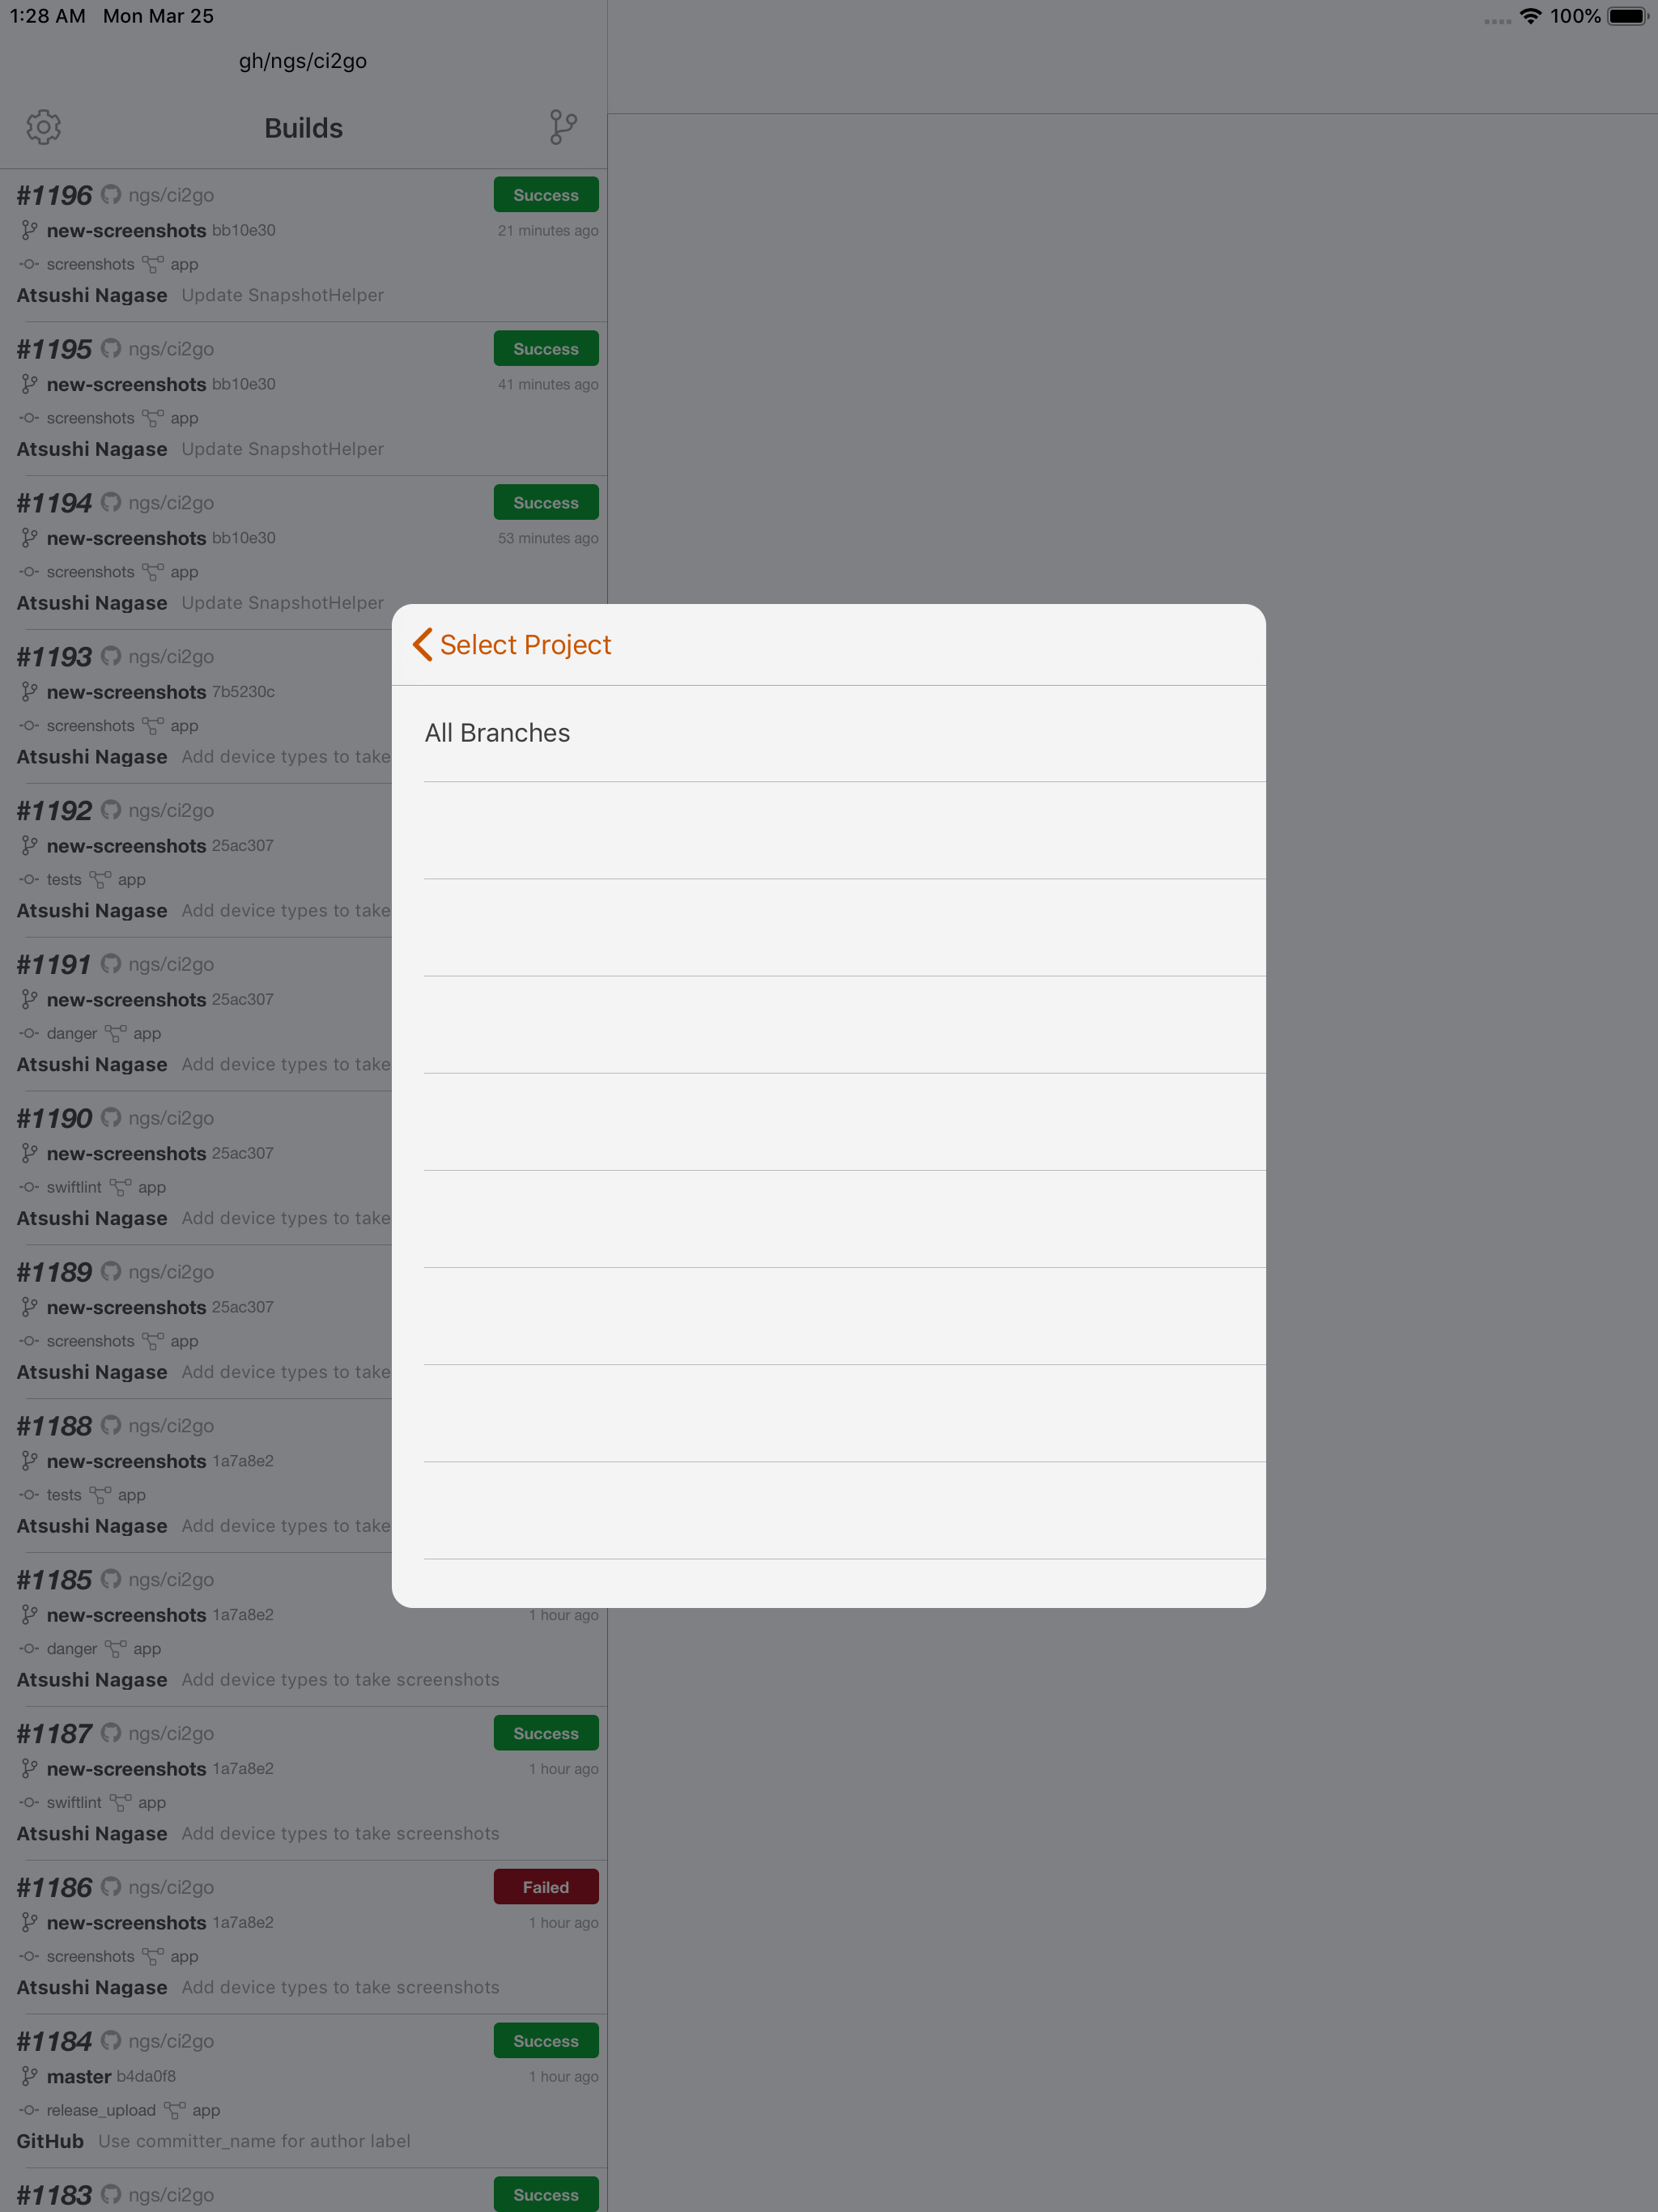 1:28 AM Mon Mar 25 100%
gh/ngs/ci2go
Builds
#1196 ngs/ci2go Success
new-screenshots bb10e30 21 minutes ago
screenshots app
Atsushi Nagase Update SnapshotHelper
#1195 ngs/ci2go Success
new-screenshots bb10e30 41 minutes ago
screenshots app
Atsushi Nagase Update SnapshotHelper
#1194 ngs/ci2go Success
new-screenshots bb10e30 53 minutes ago
screenshots app
Atsushi Nagase Update SnapshotHelper
#1193 ngs/ci2go
new-screenshots 7b5230c
screenshots app
Atsushi Nagase Add device types to take
#1192 ngs/ci2go
new-screenshots 25ac307
tests app
Atsushi Nagase Add device types to take
#1191 ngs/ci2go
new-screenshots 25ac307
danger app
Atsushi Nagase Add device types to take
#1190 ngs/ci2go
new-screenshots 25ac307
swiftlint app
Atsushi Nagase Add device types to take
#1189 ngs/ci2go
new-screenshots 25ac307
screenshots app
Atsushi Nagase Add device types to take
#1188 ngs/ci2go
new-screenshots 1a7a8e2
tests app
Atsushi Nagase Add device types to take
#1185 ngs/ci2go
new-screenshots 1a7a8e2 1 hour ago
danger app
Atsushi Nagase Add device types to take screenshots
#1187 ngs/ci2go Success
new-screenshots 1a7a8e2 1 hour ago
swiftlint app
Atsushi Nagase Add device types to take screenshots
#1186 ngs/ci2go Failed
new-screenshots 1a7a8e2 1 hour ago
screenshots app
Atsushi Nagase Add device types to take screenshots
#1184 ngs/ci2go Success
master b4da0f8 1 hour ago
release_upload app
GitHub Use committer_name for author label
#1183 ngs/ci2go Success
Select Project
All Branches